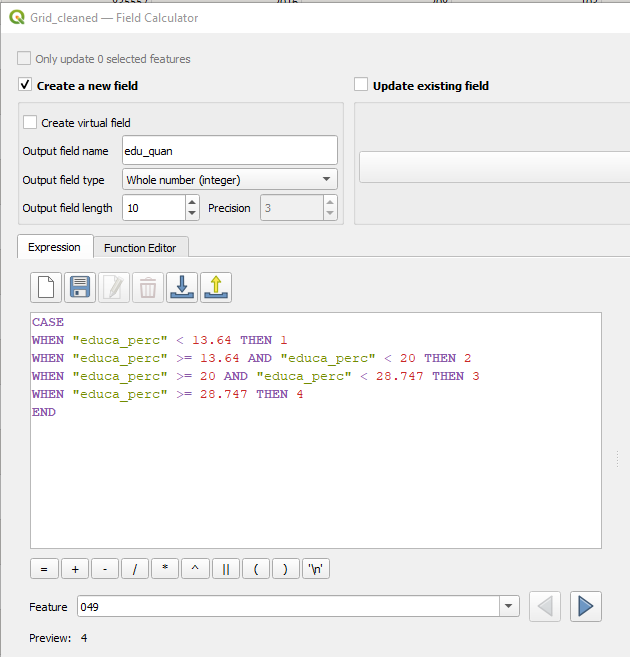 Grid_cleaned — Field Calculator
Only update 0 selected features
Create a new field
Update existing field
Create virtual field
Output field name edu_quan
Output field type Whole number (integer)
Output field length 10 Precision 3
Expression Function Editor
CASE
WHEN "educa_perc" < 13.64 THEN 1
WHEN "educa_perc" >= 13.64 AND "educa_perc" < 20 THEN 2
WHEN "educa_perc" >= 20 AND "educa_perc" < 28.747 THEN 3
WHEN "educa_perc" >= 28.747 THEN 4
END
= + - / * ^ || ( ) '\n'
Feature 049
Preview: 4